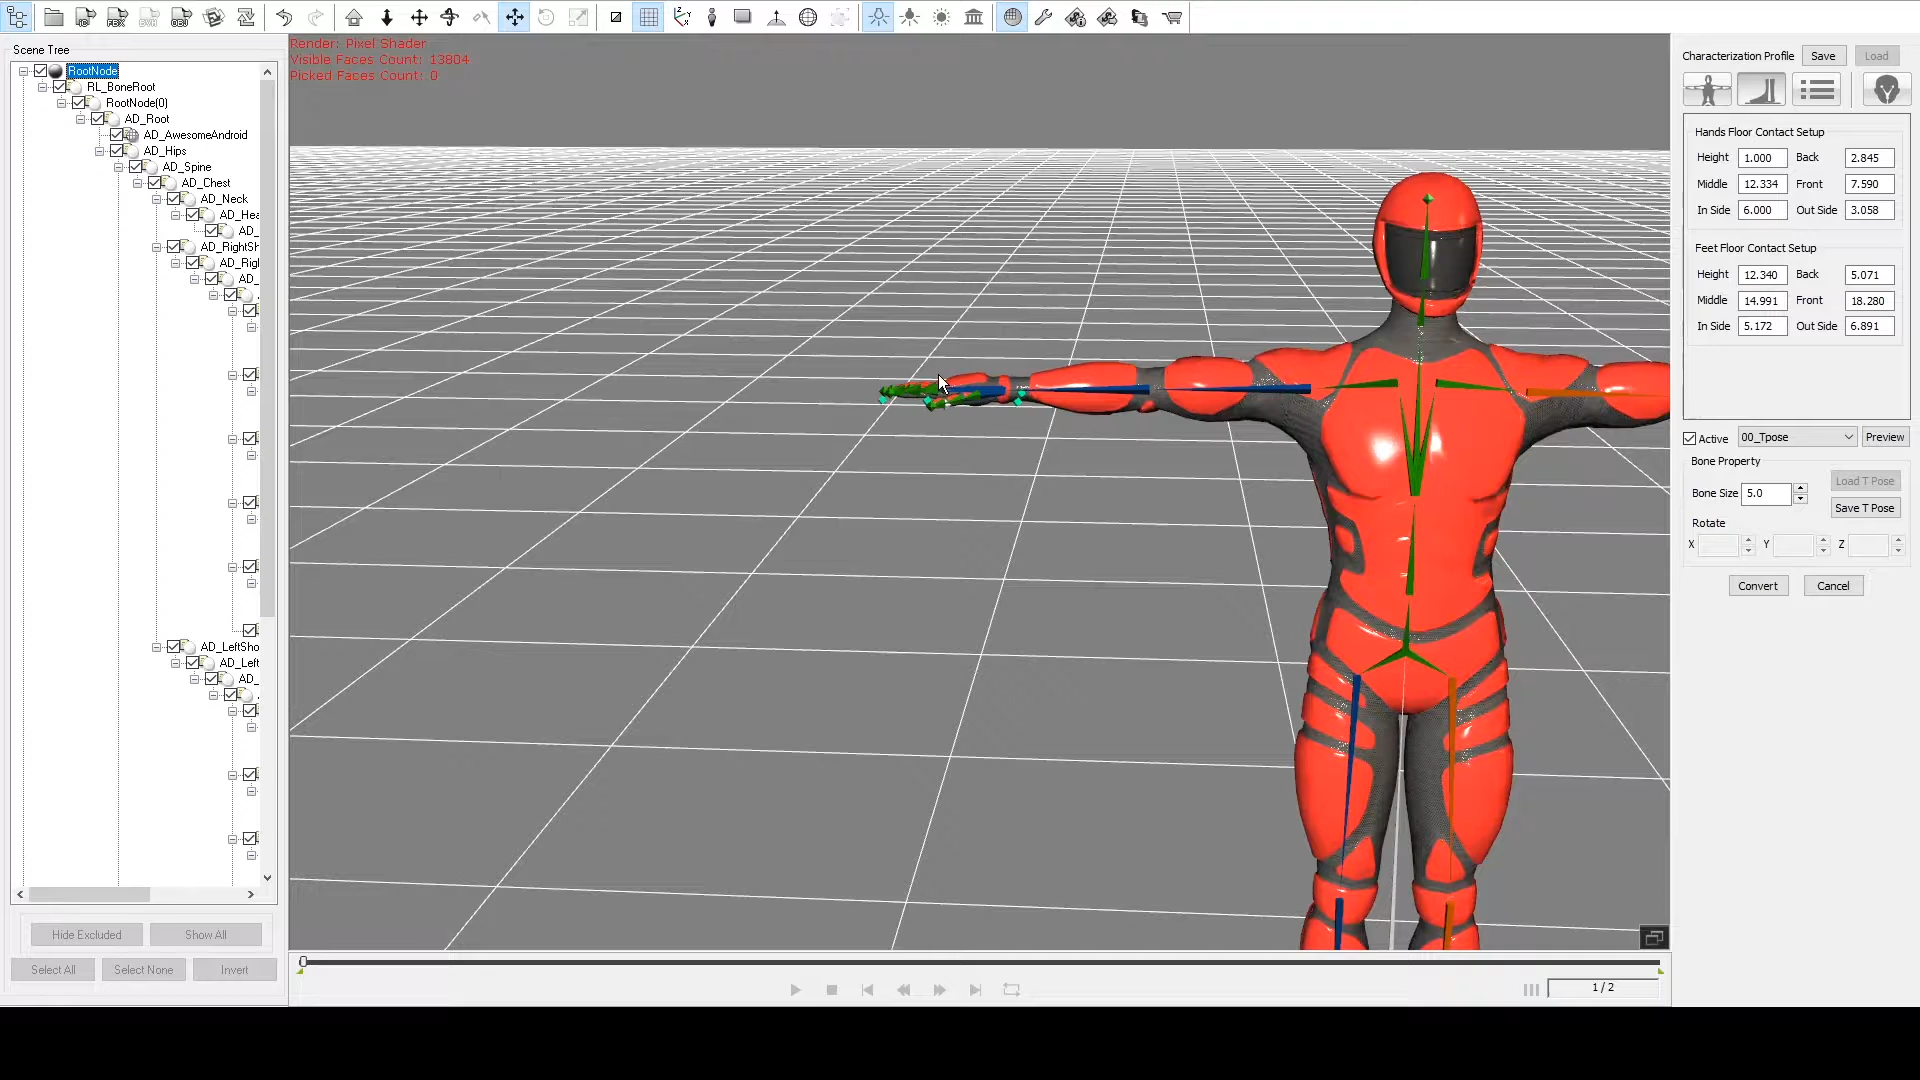 Scene Tree
RootNode
RL_BoneRoot
RootNode(0)
AD_Root
AD_AwesomeAndroid
AD_Hips
AD_Spine
AD_Chest
AD_Neck
AD_Hea
AD_
AD_RightSh
AD_Rig
AD_
AD_LeftSho
AD_Left
AD_
Hide Excluded Show All
Select All Select None Invert
Render: Pixel Shader
Visible Faces Count: 13804
Picked Faces Count: 0
1 / 2
Characterization Profile Save Load
Hands Floor Contact Setup
Height 1.000 Back 2.845
Middle 12.334 Front 7.590
In Side 6.000 Out Side 3.058
Feet Floor Contact Setup
Height 12.340 Back 5.071
Middle 14.991 Front 18.280
In Side 5.172 Out Side 6.891
Active 00_Tpose Preview
Bone Property
Load T Pose
Bone Size 5.0
Save T Pose
Rotate
X Y Z
Convert Cancel